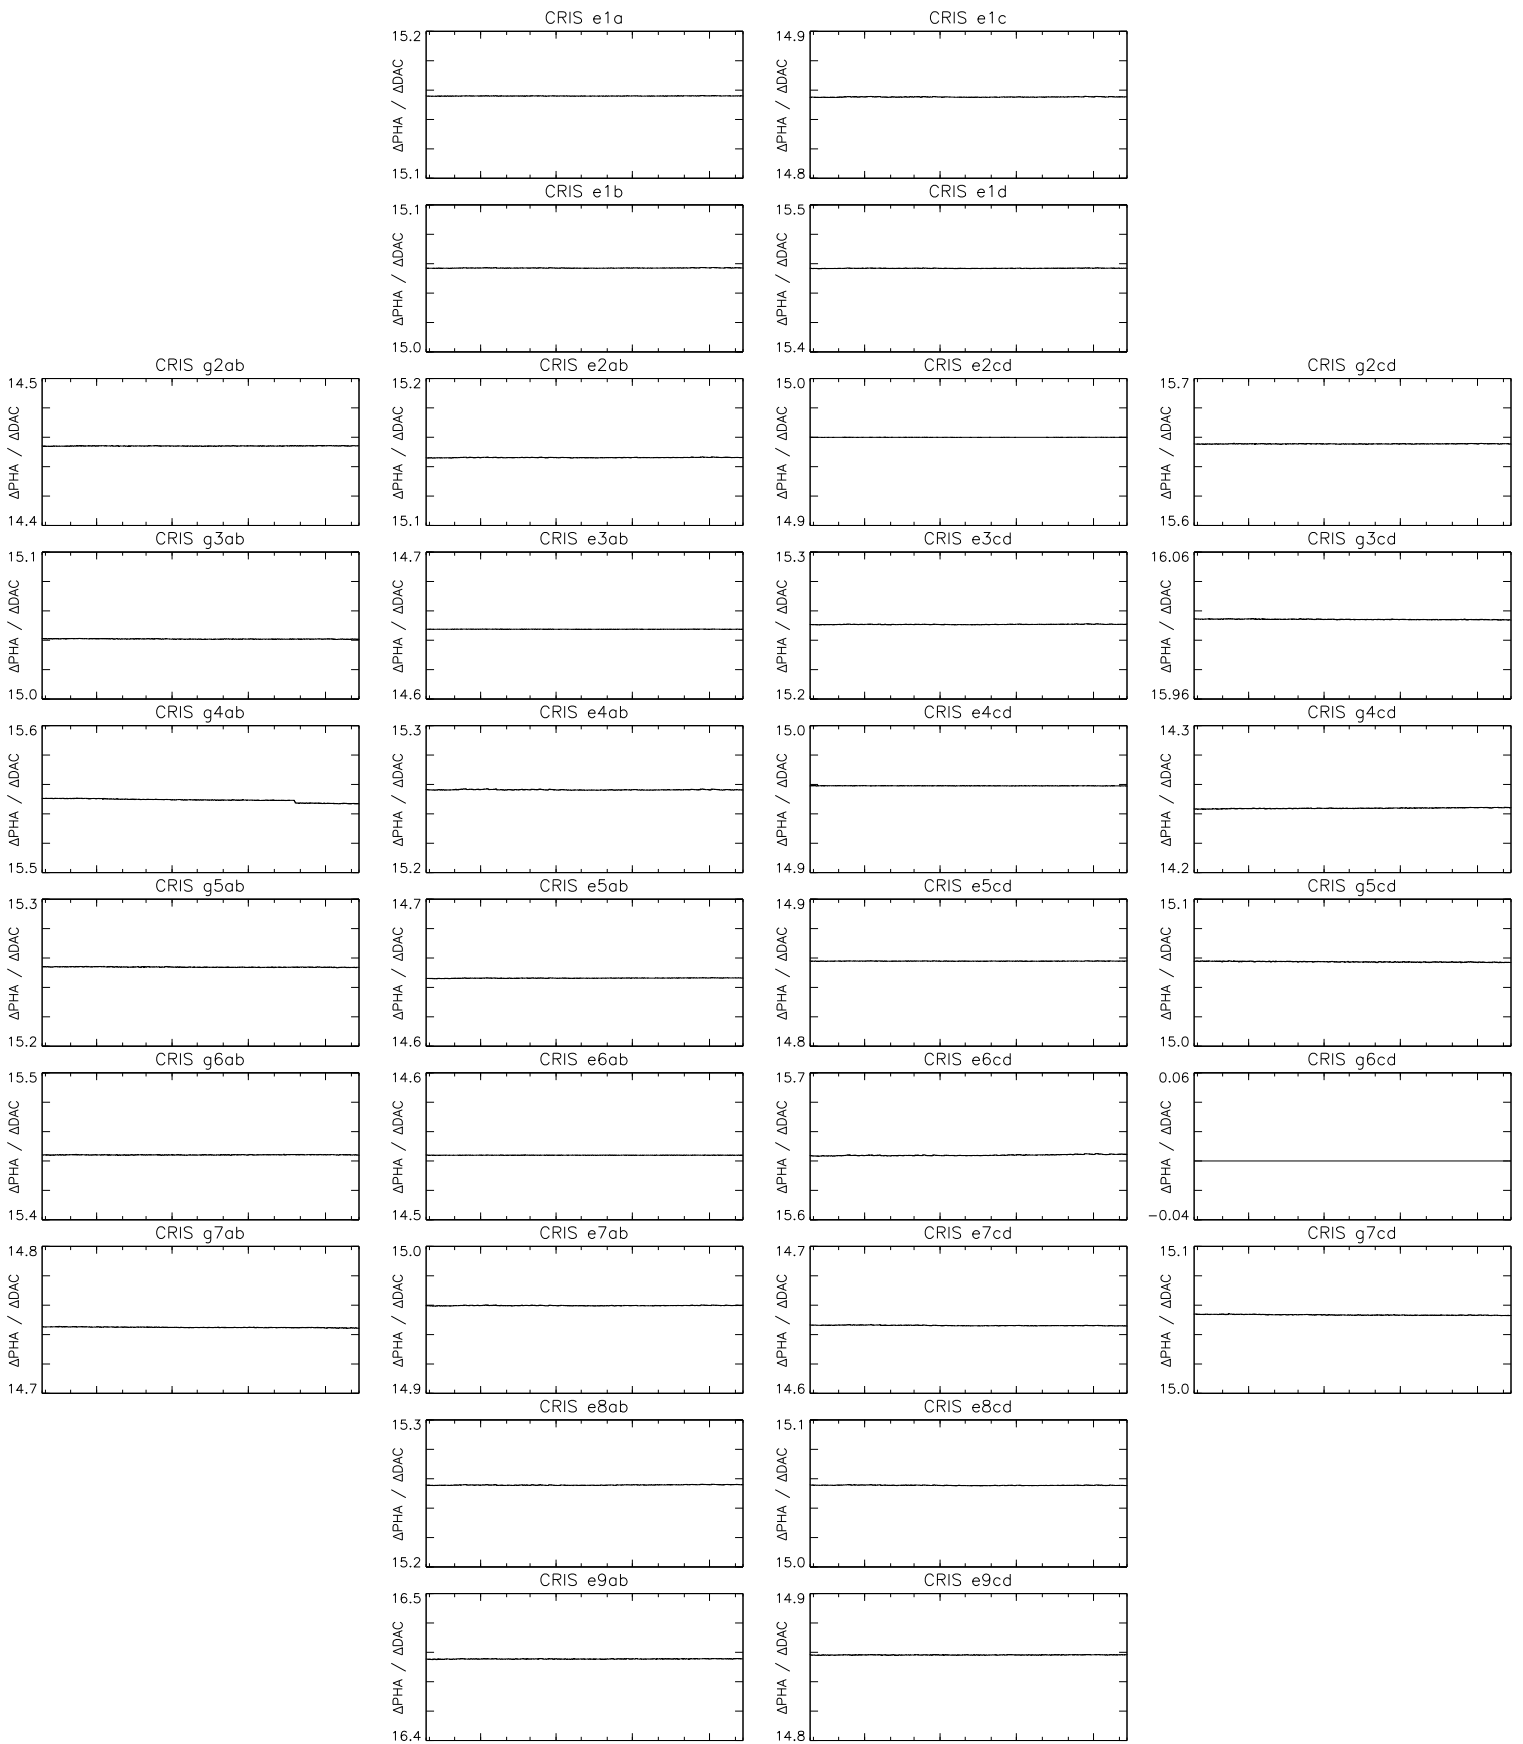 CRIS e1a
15.2
ΔPHA / ΔDAC
15.1
CRIS e1c
14.9
ΔPHA / ΔDAC
14.8
CRIS e1b
15.1
ΔPHA / ΔDAC
15.0
CRIS e1d
15.5
ΔPHA / ΔDAC
15.4
CRIS g2ab
14.5
ΔPHA / ΔDAC
14.4
CRIS e2ab
15.2
ΔPHA / ΔDAC
15.1
CRIS e2cd
15.0
ΔPHA / ΔDAC
14.9
CRIS g2cd
15.7
ΔPHA / ΔDAC
15.6
CRIS g3ab
15.1
ΔPHA / ΔDAC
15.0
CRIS e3ab
14.7
ΔPHA / ΔDAC
14.6
CRIS e3cd
15.3
ΔPHA / ΔDAC
15.2
CRIS g3cd
16.06
ΔPHA / ΔDAC
15.96
CRIS g4ab
15.6
ΔPHA / ΔDAC
15.5
CRIS e4ab
15.3
ΔPHA / ΔDAC
15.2
CRIS e4cd
15.0
ΔPHA / ΔDAC
14.9
CRIS g4cd
14.3
ΔPHA / ΔDAC
14.2
CRIS g5ab
15.3
ΔPHA / ΔDAC
15.2
CRIS e5ab
14.7
ΔPHA / ΔDAC
14.6
CRIS e5cd
14.9
ΔPHA / ΔDAC
14.8
CRIS g5cd
15.1
ΔPHA / ΔDAC
15.0
CRIS g6ab
15.5
ΔPHA / ΔDAC
15.4
CRIS e6ab
14.6
ΔPHA / ΔDAC
14.5
CRIS e6cd
15.7
ΔPHA / ΔDAC
15.6
CRIS g6cd
0.06
ΔPHA / ΔDAC
−0.04
CRIS g7ab
14.8
ΔPHA / ΔDAC
14.7
CRIS e7ab
15.0
ΔPHA / ΔDAC
14.9
CRIS e7cd
14.7
ΔPHA / ΔDAC
14.6
CRIS g7cd
15.1
ΔPHA / ΔDAC
15.0
CRIS e8ab
15.3
ΔPHA / ΔDAC
15.2
CRIS e8cd
15.1
ΔPHA / ΔDAC
15.0
CRIS e9ab
16.5
ΔPHA / ΔDAC
16.4
CRIS e9cd
14.9
ΔPHA / ΔDAC
14.8